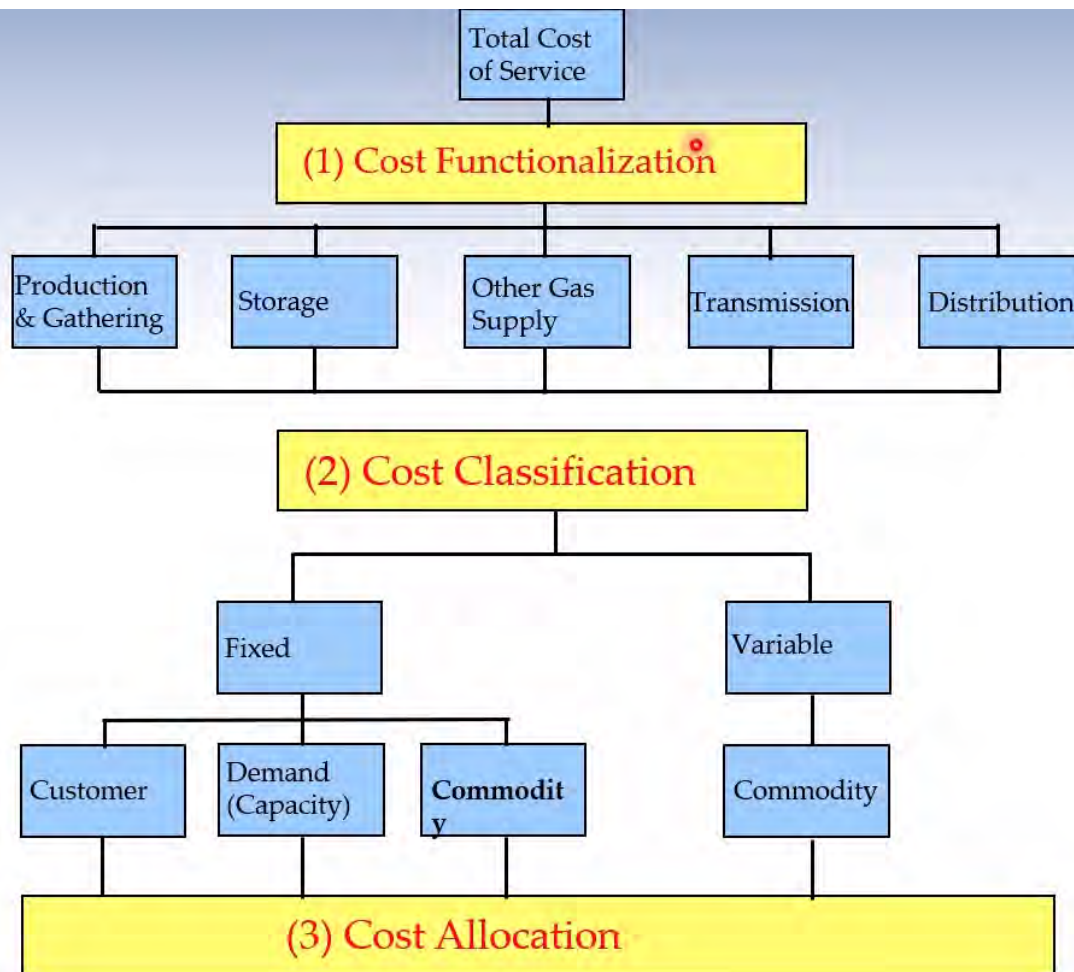 Total Cost
of Service
(1) Cost Functionalization
Production
& Gathering
Storage
Other Gas
Supply
Transmission
Distribution
(2) Cost Classification
Fixed
Variable
Customer
Demand
(Capacity)
Commodit
y
Commodity
(3) Cost Allocation